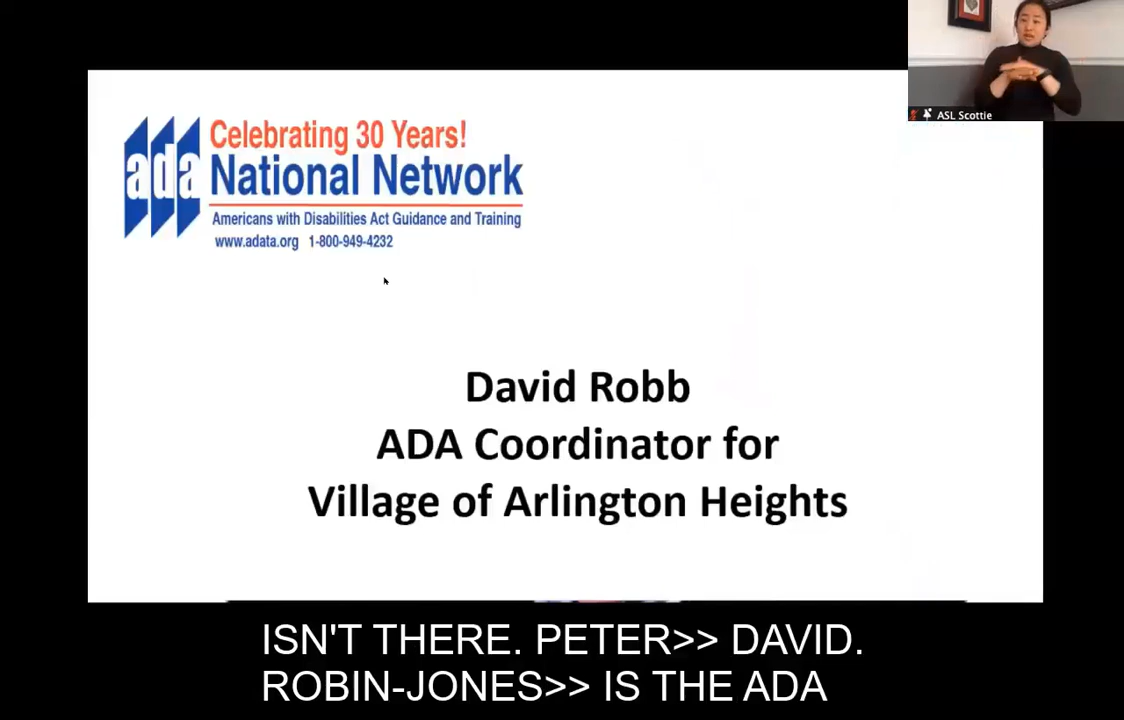 ada
Celebrating 30 Years!
National Network
Americans with Disabilities Act Guidance and Training
www.adata.org 1-800-949-4232
ASL Scottie
David Robb
ADA Coordinator for
Village of Arlington Heights
ISN'T THERE. PETER>> DAVID.
ROBIN-JONES>> IS THE ADA